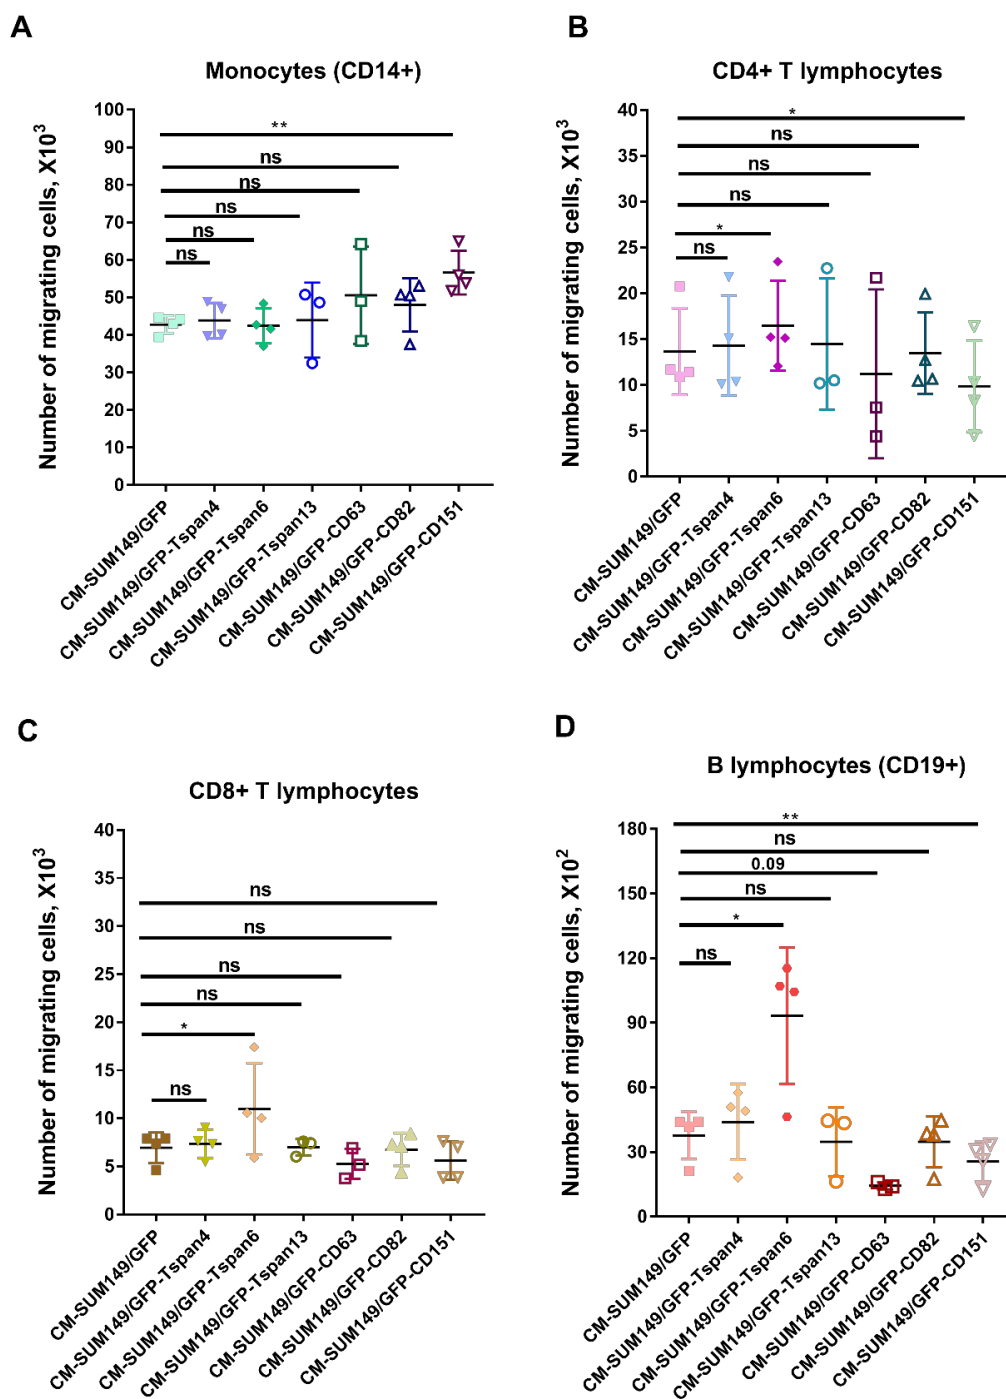 A
Monocytes (CD14+)
Number of migrating cells, X10³
100
90
80
70
60
50
40
30
20
10
0
**
ns
ns
ns
ns
ns
CM-SUM149/GFP
CM-SUM149/GFP-Tspan4
CM-SUM149/GFP-Tspan6
CM-SUM149/GFP-Tspan13
CM-SUM149/GFP-CD63
CM-SUM149/GFP-CD82
CM-SUM149/GFP-CD151
B
CD4+ T lymphocytes
Number of migrating cells, X10³
40
35
30
25
20
15
10
5
0
*
ns
ns
ns
*
ns
CM-SUM149/GFP
CM-SUM149/GFP-Tspan4
CM-SUM149/GFP-Tspan6
CM-SUM149/GFP-Tspan13
CM-SUM149/GFP-CD63
CM-SUM149/GFP-CD82
CM-SUM149/GFP-CD151
C
CD8+ T lymphocytes
Number of migrating cells, X10³
40
35
30
25
20
15
10
5
0
ns
ns
ns
ns
*
ns
CM-SUM149/GFP
CM-SUM149/GFP-Tspan4
CM-SUM149/GFP-Tspan6
CM-SUM149/GFP-Tspan13
CM-SUM149/GFP-CD63
CM-SUM149/GFP-CD82
CM-SUM149/GFP-CD151
D
B lymphocytes (CD19+)
Number of migrating cells, X10²
180
150
120
90
60
30
0
**
ns
0.09
ns
*
ns
CM-SUM149/GFP
CM-SUM149/GFP-Tspan4
CM-SUM149/GFP-Tspan6
CM-SUM149/GFP-Tspan13
CM-SUM149/GFP-CD63
CM-SUM149/GFP-CD82
CM-SUM149/GFP-CD151